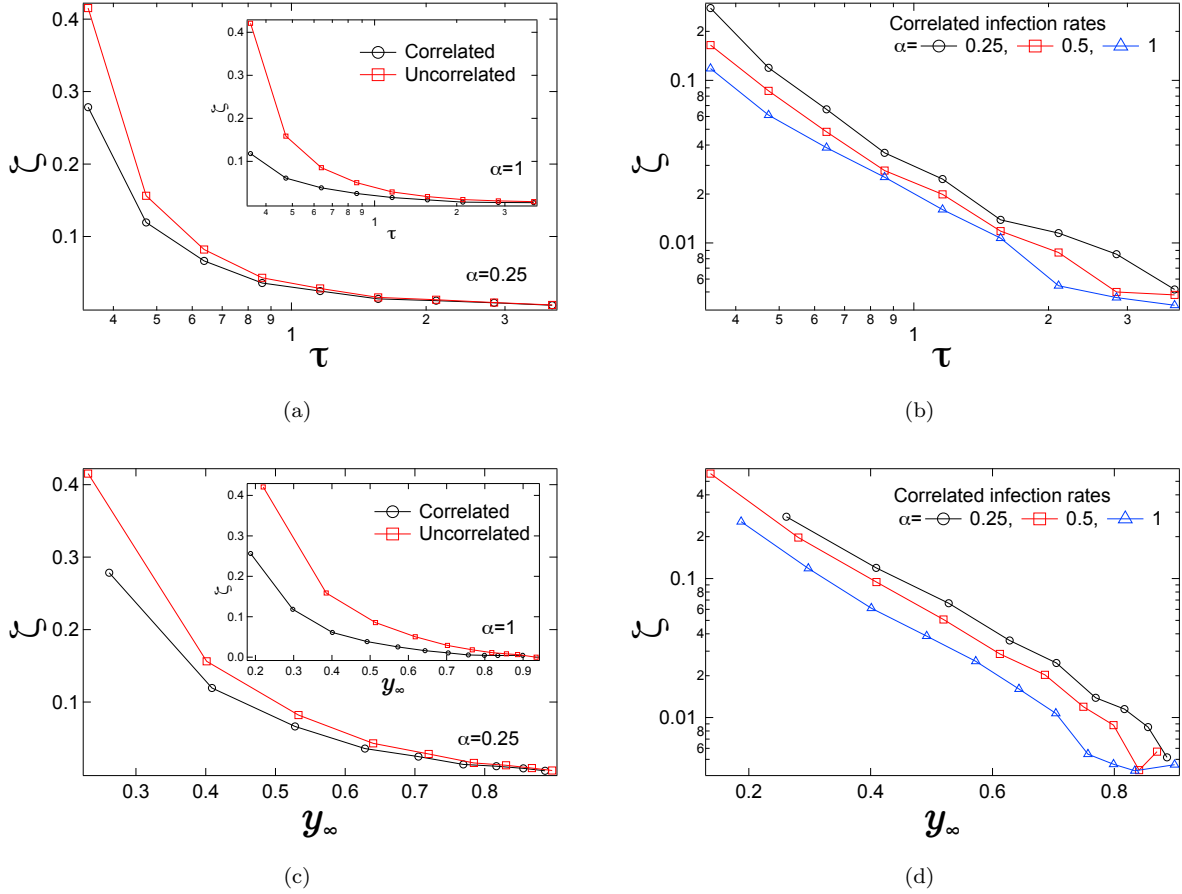 0.4
0.3
0.2
0.1
ζ
4 5 6 7 8 9 1 2 3
τ
α=0.25
0.4
0.3
0.2
0.1
ζ
4 5 6 7 8 9 1 2 3
τ
Correlated
Uncorrelated
α=1
(a)
2
0.1
8
6
4
2
0.01
8
6
4
ζ
Correlated infection rates
α= 0.25, 0.5, 1
4 5 6 7 8 9 1 2 3
τ
(b)
0.4
0.3
0.2
0.1
ζ
0.3 0.4 0.5 0.6 0.7 0.8
y∞
α=0.25
0.4
0.3
0.2
0.1
0.0
ζ
0.2 0.3 0.4 0.5 0.6 0.7 0.8 0.9
y∞
Correlated
Uncorrelated
α=1
(c)
4
2
0.1
8
6
4
2
0.01
8
6
4
ζ
Correlated infection rates
α= 0.25, 0.5, 1
0.2 0.4 0.6 0.8
y∞
(d)